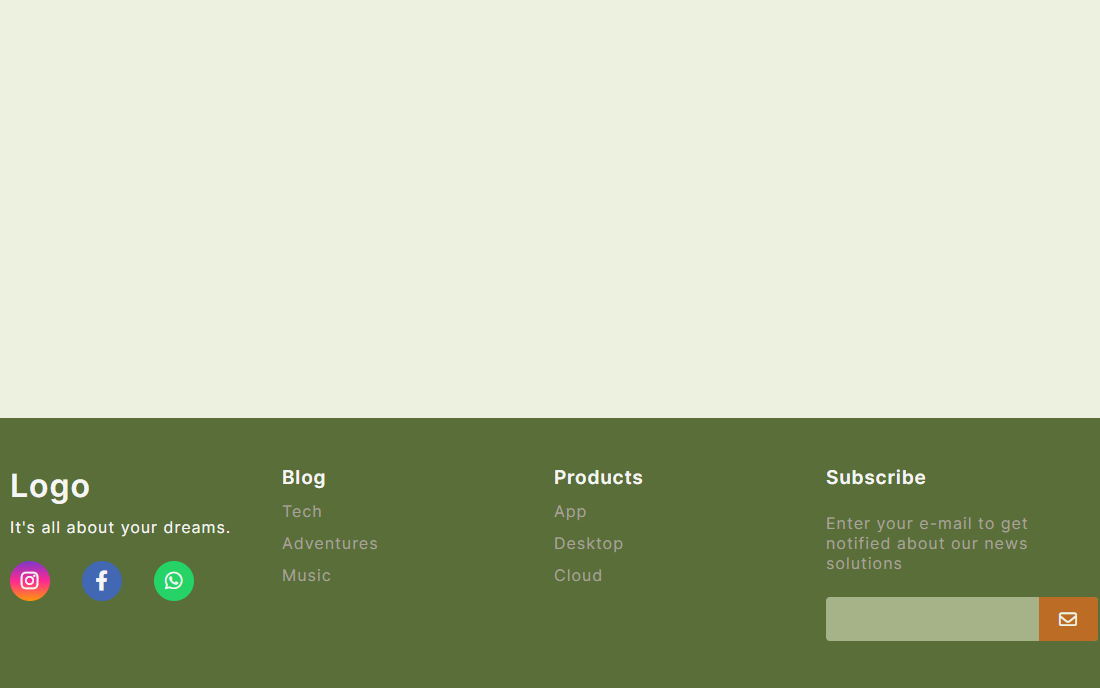 Logo
It's all about your dreams.
Blog
Tech
Adventures
Music
Products
App
Desktop
Cloud
Subscribe
Enter your e-mail to get
notified about our news
solutions